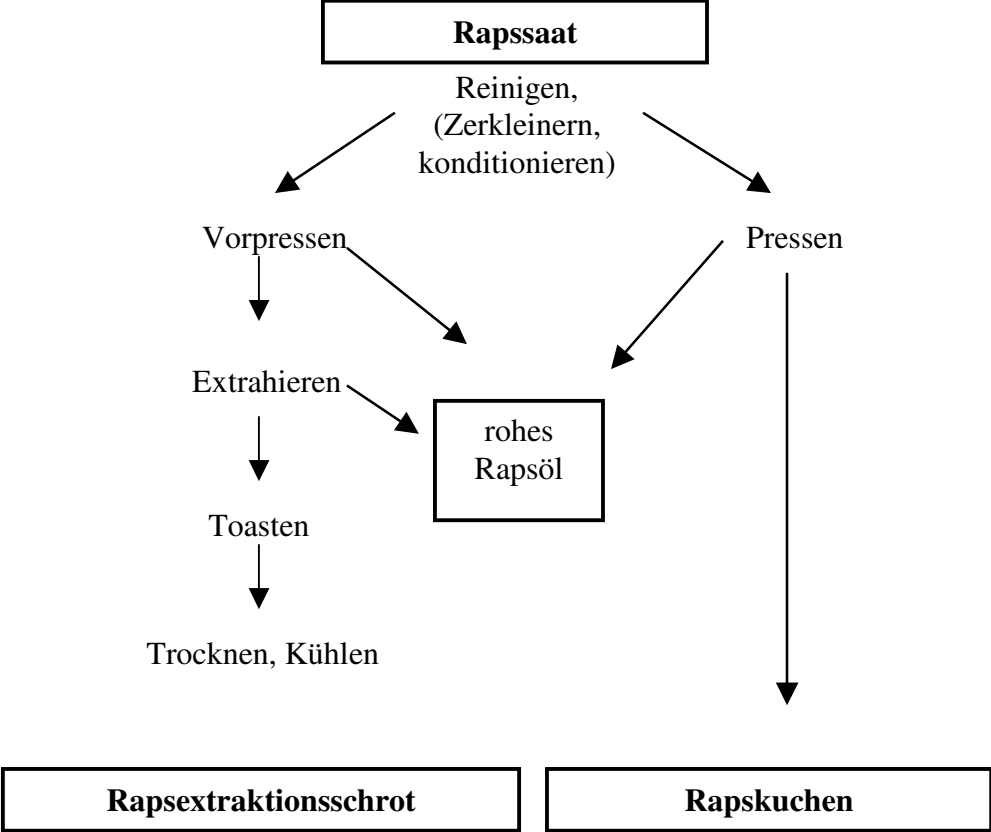 Rapssaat
Reinigen,
(Zerkleinern,
konditionieren)
Vorpressen
Pressen
Extrahieren
rohes
Rapsöl
Toasten
Trocknen, Kühlen
Rapsextraktionsschrot
Rapskuchen